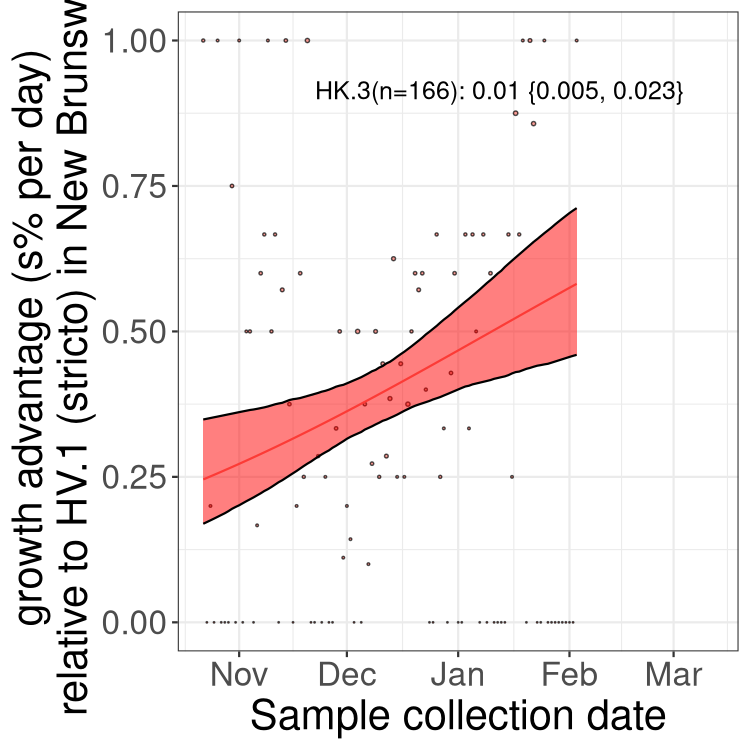 growth advantage (s% per day)
relative to HV.1 (stricto) in New Brunsw
1.00
0.75
0.50
0.25
0.00
HK.3(n=166): 0.01 {0.005, 0.023}
Nov Dec Jan Feb Mar
Sample collection date